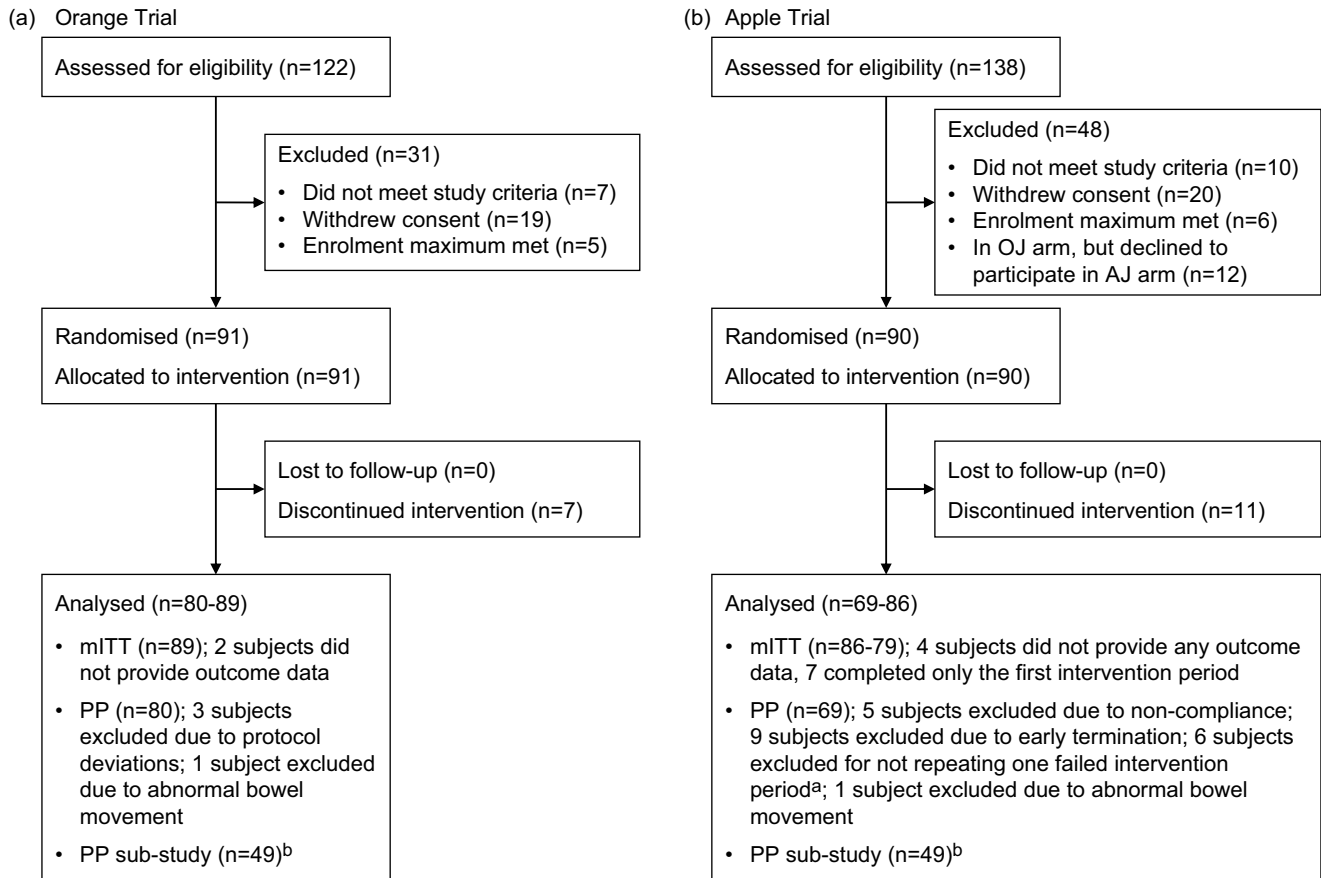 (a) Orange Trial
Assessed for eligibility (n=122)
Excluded (n=31)
• Did not meet study criteria (n=7)
• Withdrew consent (n=19)
• Enrolment maximum met (n=5)
Randomised (n=91)
Allocated to intervention (n=91)
Lost to follow-up (n=0)
Discontinued intervention (n=7)
Analysed (n=80-89)
• mITT (n=89); 2 subjects did
not provide outcome data
• PP (n=80); 3 subjects
excluded due to protocol
deviations; 1 subject excluded
due to abnormal bowel
movement
• PP sub-study (n=49)b
(b) Apple Trial
Assessed for eligibility (n=138)
Excluded (n=48)
• Did not meet study criteria (n=10)
• Withdrew consent (n=20)
• Enrolment maximum met (n=6)
• In OJ arm, but declined to
participate in AJ arm (n=12)
Randomised (n=90)
Allocated to intervention (n=90)
Lost to follow-up (n=0)
Discontinued intervention (n=11)
Analysed (n=69-86)
• mITT (n=86-79); 4 subjects did not provide any outcome
data, 7 completed only the first intervention period
• PP (n=69); 5 subjects excluded due to non-compliance;
9 subjects excluded due to early termination; 6 subjects
excluded for not repeating one failed intervention
perioda; 1 subject excluded due to abnormal bowel
movement
• PP sub-study (n=49)b